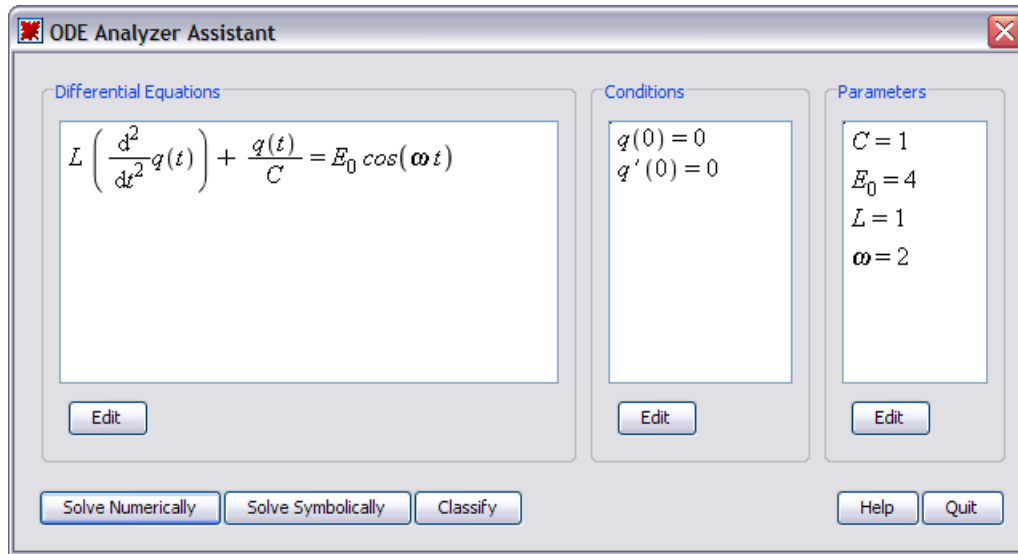 ODE Analyzer Assistant
Differential Equations
L ( d²/dt² q(t) ) + q(t)/C = E₀ cos(ω t)
Edit
Conditions
q(0) = 0
q ′ (0) = 0
Edit
Parameters
C = 1
E₀ = 4
L = 1
ω = 2
Edit
Solve Numerically
Solve Symbolically
Classify
Help
Quit